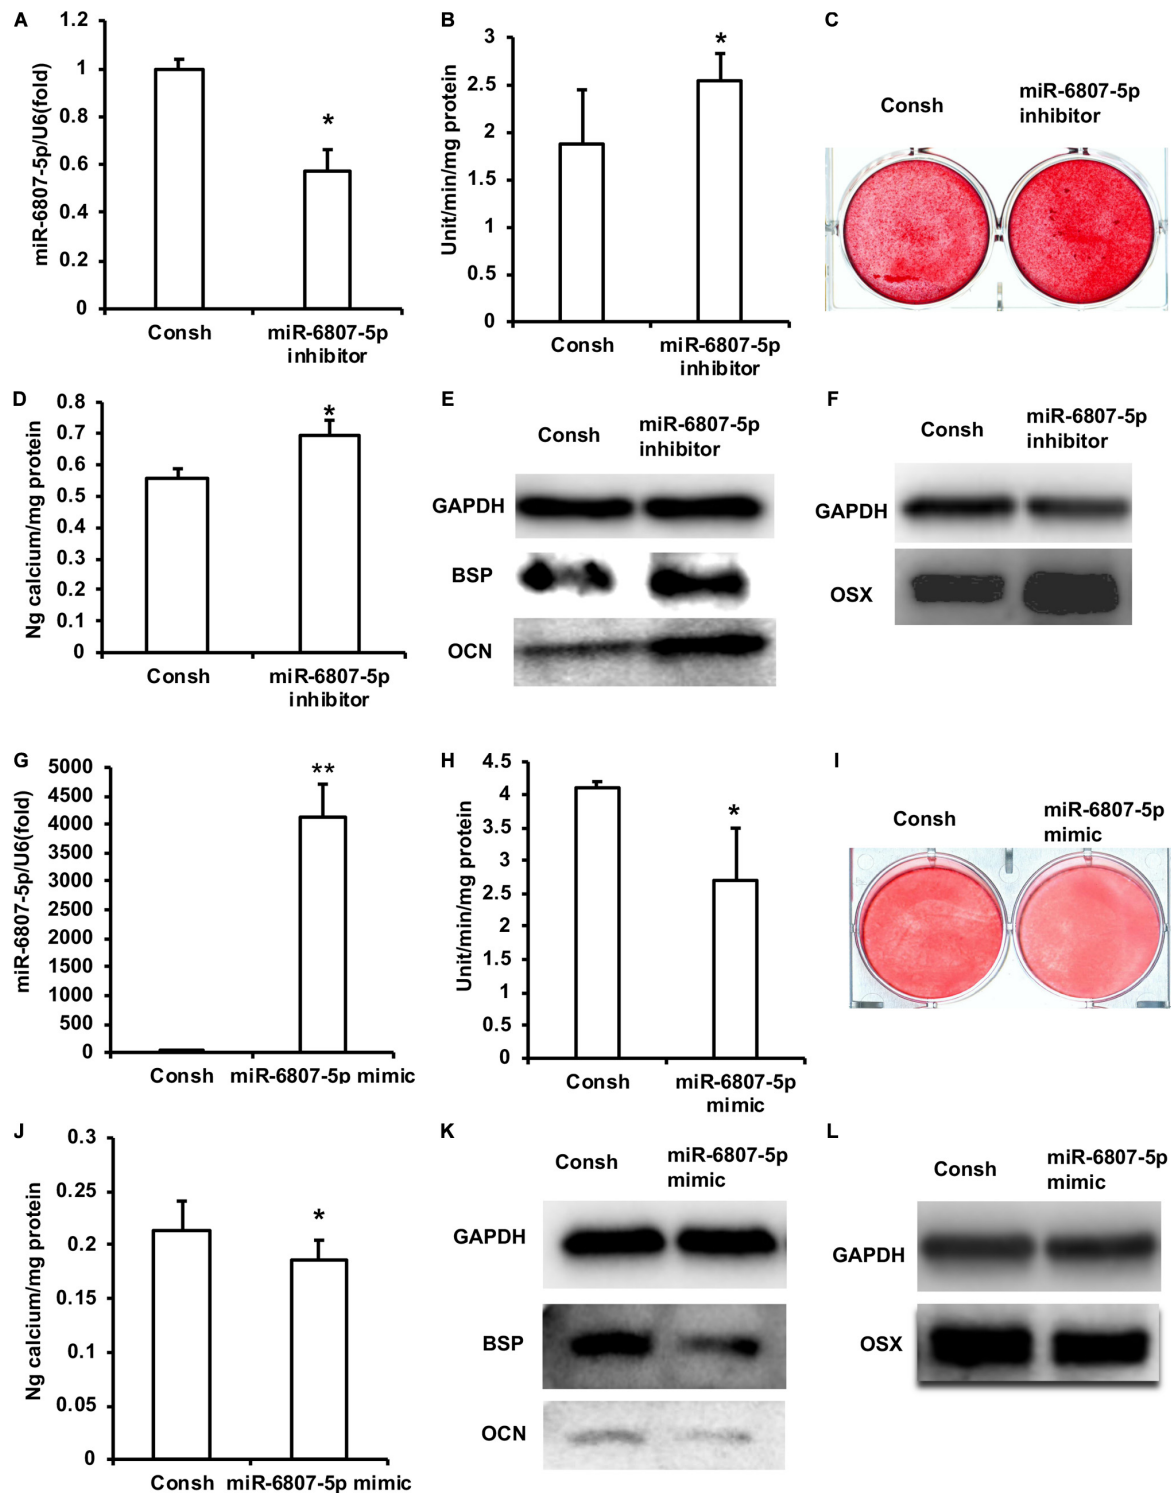 A
1.2
1
0.8
0.6
0.4
0.2
0
miR-6807-5p/U6(fold)
*
Consh
miR-6807-5p
inhibitor
B
3
2.5
2
1.5
1
0.5
0
Unit/min/mg protein
*
Consh
miR-6807-5p
inhibitor
C
Consh
miR-6807-5p
inhibitor
D
0.8
0.7
0.6
0.5
0.4
0.3
0.2
0.1
0
Ng calcium/mg protein
*
Consh
miR-6807-5p
inhibitor
E
Consh
miR-6807-5p
inhibitor
GAPDH
BSP
OCN
F
Consh
miR-6807-5p
inhibitor
GAPDH
OSX
G
5000
4500
4000
3500
3000
2500
2000
1500
1000
500
0
miR-6807-5p/U6(fold)
**
Consh
miR-6807-5p mimic
H
4.5
4
3.5
3
2.5
2
1.5
1
0.5
0
Unit/min/mg protein
*
Consh
miR-6807-5p
mimic
I
Consh
miR-6807-5p
mimic
J
0.3
0.25
0.2
0.15
0.1
0.05
0
Ng calcium/mg protein
*
Consh
miR-6807-5p mimic
K
Consh
miR-6807-5p
mimic
GAPDH
BSP
OCN
L
Consh
miR-6807-5p
mimic
GAPDH
OSX